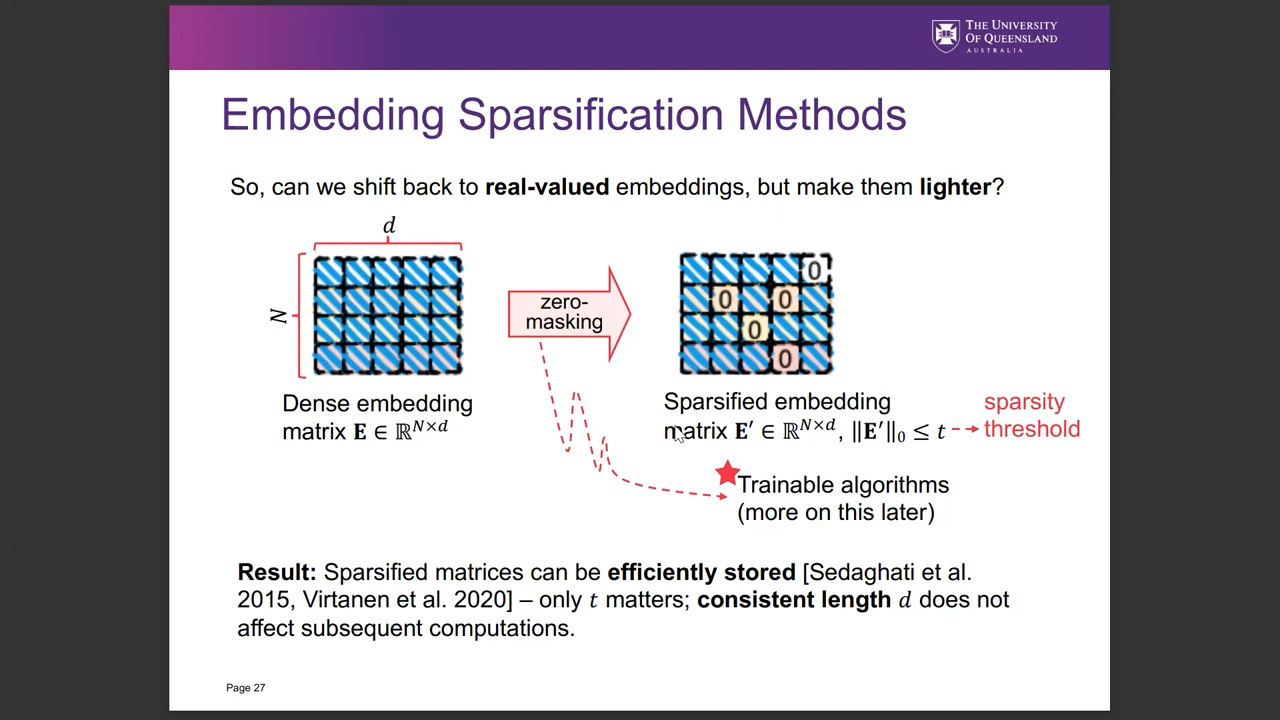 THE UNIVERSITY
OF QUEENSLAND
AUSTRALIA
Embedding Sparsification Methods
So, can we shift back to real-valued embeddings, but make them lighter?
d
N
zero-
masking
0
0 0
0
0
Dense embedding
matrix E ∈ ℝ^{N×d}
Sparsified embedding
matrix E′ ∈ ℝ^{N×d}, ‖E′‖₀ ≤ t
sparsity
threshold
Trainable algorithms
(more on this later)
Result: Sparsified matrices can be efficiently stored [Sedaghati et al.
2015, Virtanen et al. 2020] – only t matters; consistent length d does not
affect subsequent computations.
Page 27